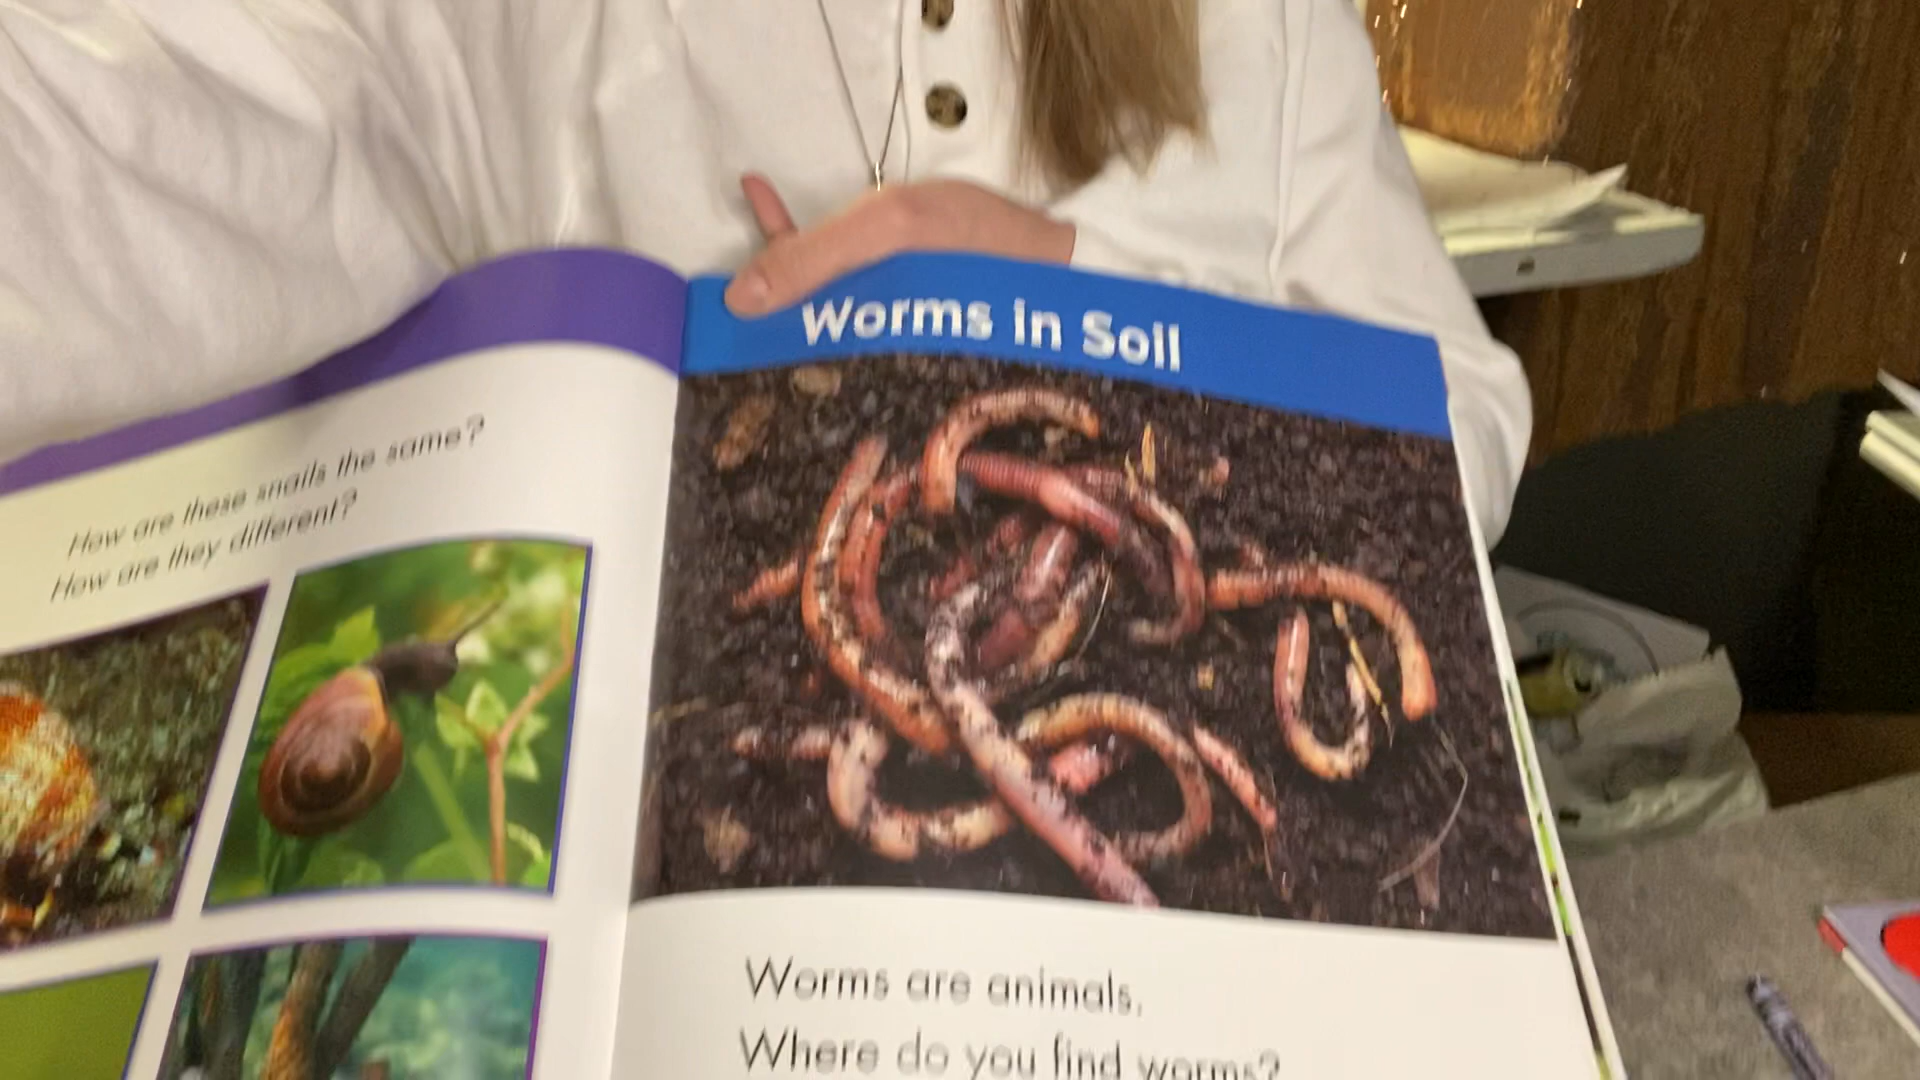 How are these snails the same?
How are they different?
Worms in Soil
Worms are animals.
Where do you find worms?